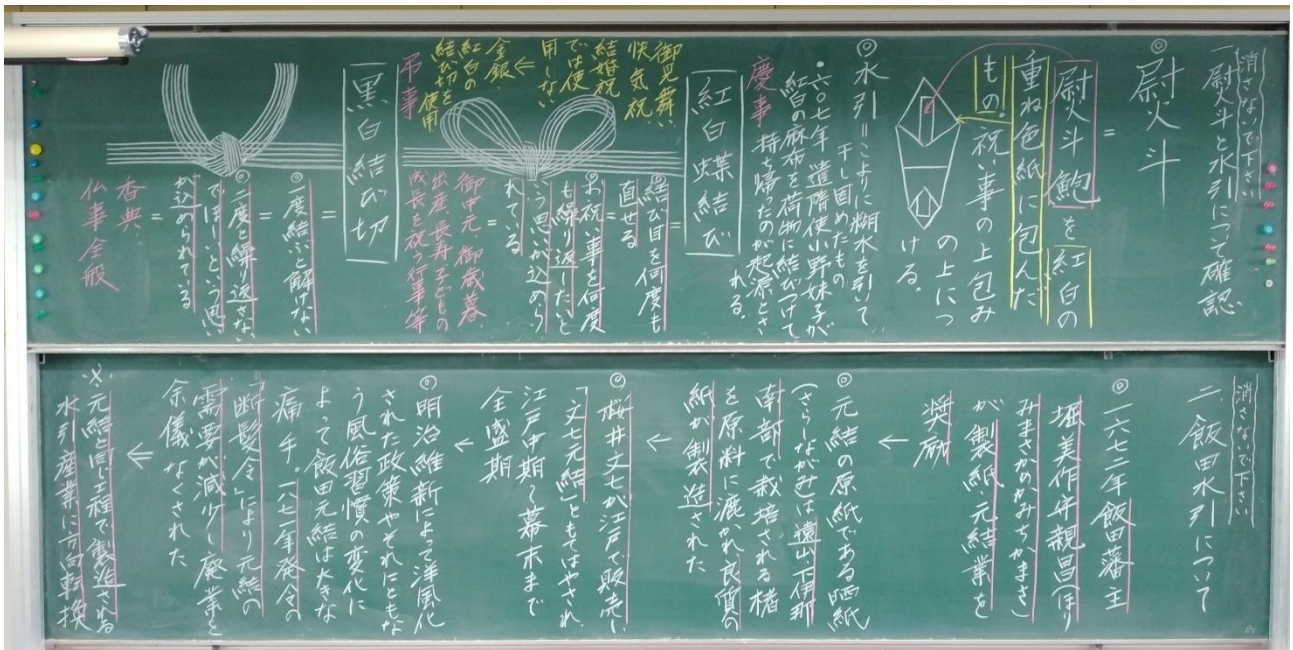 消さないで下さい
一尉火斗と水引について確認
◎尉火斗
=
尉火斗鮑を紅白の
重ね色紙に包んだ
もの。祝い事の上包み
の上につ
ける。
◎水引=こよりに糊水を引いて、
干し固めたもの
•六〇七年遣隋使小野妹子が
紅白の麻布を荷物に結びつけて
持ち帰ったのが起源とさ
れる。
慶事
紅白蝶結び
=
結び目を何度も
直せる
=
お祝い事を何度
も繰り返したいと
いう思いが込めら
れている
=
御中元・御歳暮、
出産・長寿・子どもの
成長を祝う行事等
御見舞い、
快気祝、
結婚祝
では使
用しない
←
金銀・
紅白の
結び切を
使用
弔事
黒白結び切
=
◎一度結ぶと解けない
=
◎二度と繰り返さない
でほしいという思い
が込められている
=
香典・
仏事全般
消さないで下さい
二、飯田水引について
◎一六七二年飯田藩主
堀美作守親昌(ほり
みまさかのかみちかまさ)
が製紙・元結業を
奨励
←
◎元結の原紙である晒紙
(さらしながみ)は遠山、下伊那
南部で栽培される楮
を原料に漉かれ良質の
紙が製造された
←
◎桜井文七が江戸で販売し
「文七元結」ともてはやされ、
江戸中期~幕末まで
全盛期
←
◎明治維新によって洋風化
された政策やそれにともな
う風俗習慣の変化に
よって飯田元結は大きな
痛手。一八七一年発令の
「断髪令」により元結の
需要が減少し廃業を
余儀なくされた
⇐
※元結と同じ工程で製造される
水引産業に方向転換